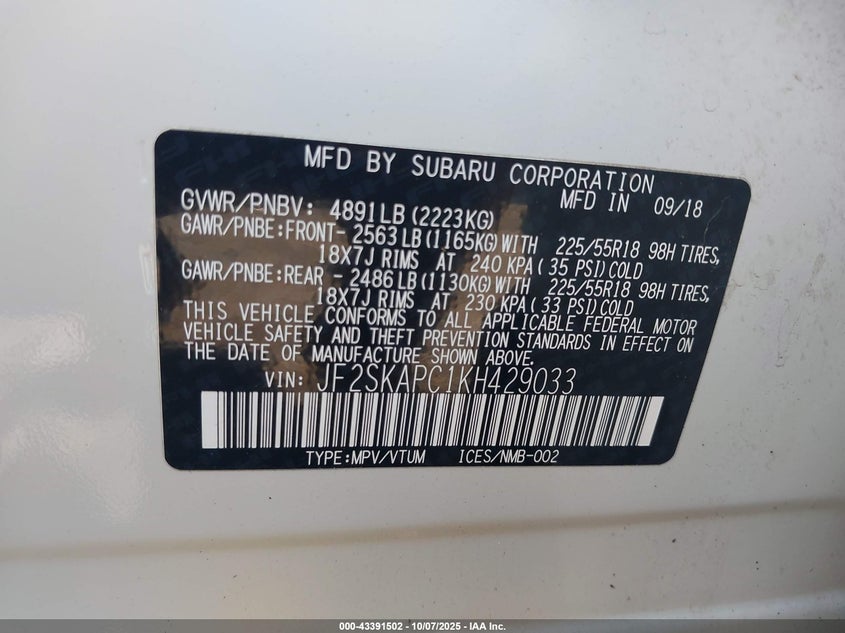 MFD BY SUBARU CORPORATION
MFD IN 09/18
GVWR/PNBV: 4891LB(2223KG)
GAWR/PNBE:FRONT- 2563LB(1165KG)WITH 225/55R18 98H TIRES,
18X7J RIMS AT 240 KPA( 35 PSI)COLD
GAWR/PNBE:REAR - 2486LB(1130KG)WITH 225/55R18 98H TIRES,
18X7J RIMS AT 230 KPA( 33 PSI)COLD
THIS VEHICLE CONFORMS TO ALL APPLICABLE FEDERAL MOTOR
VEHICLE SAFETY AND THEFT PREVENTION STANDARDS IN EFFECT ON
THE DATE OF MANUFACTURE SHOWN ABOVE.
VIN: JF2SKAPC1KH429033
TYPE:MPV/VTUM ICES/NMB-002
000-43391502 - 10/07/2025 - IAA Inc.